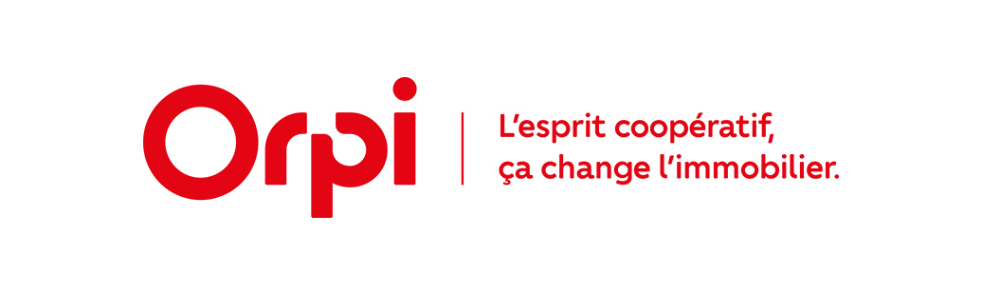 Orpi
L’esprit coopératif,
ça change l’immobilier.